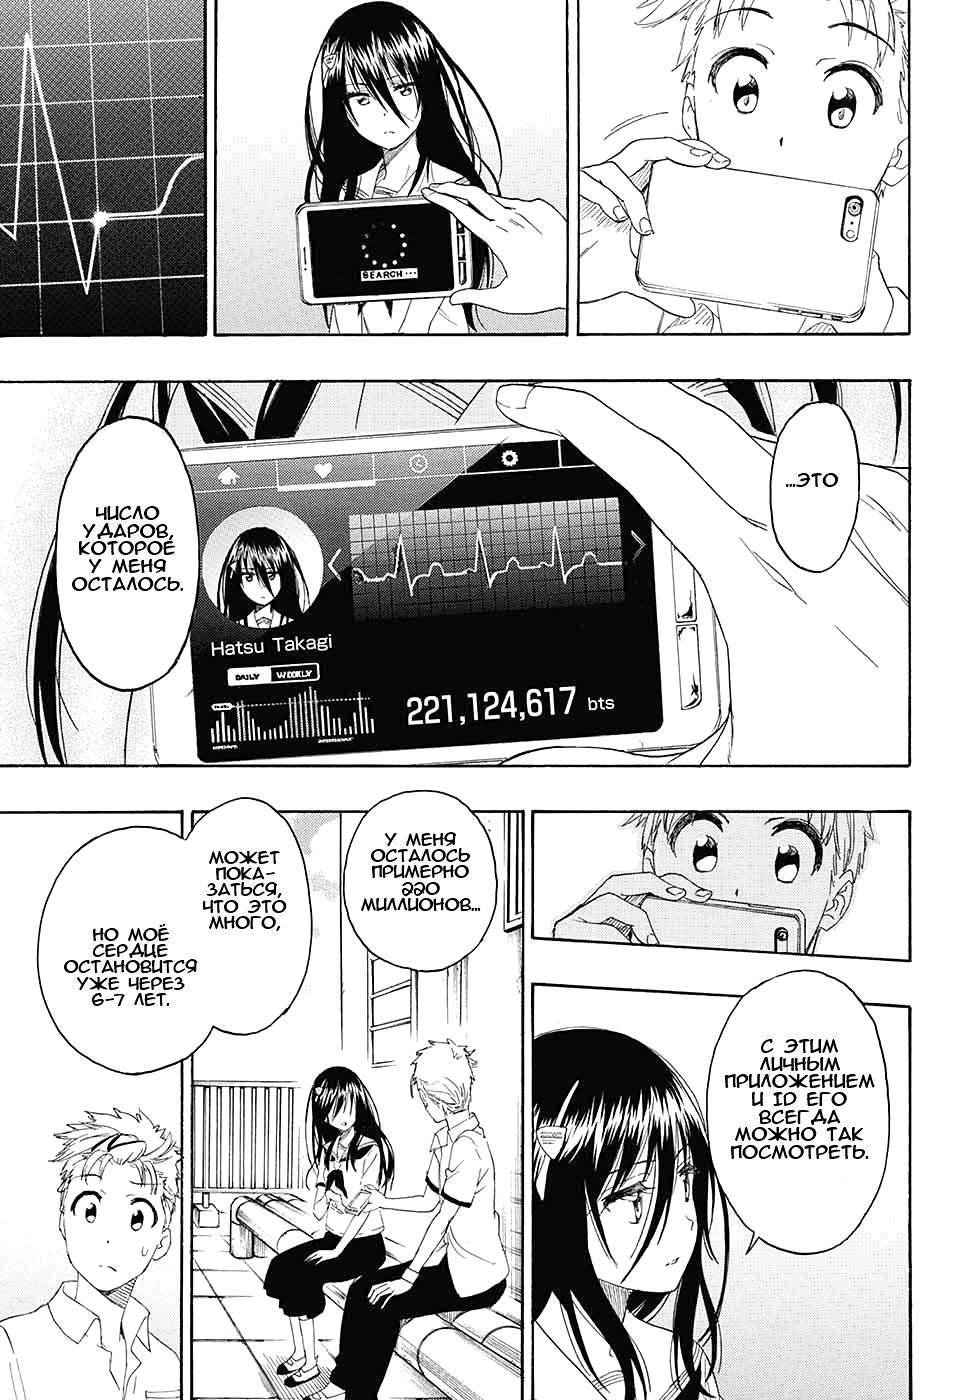 SEARCH...
...ЭТО
ЧИСЛО
УДАРОВ,
КОТОРОЕ
У МЕНЯ
ОСТАЛОСЬ.
Hatsu Takagi
DAILY WEEKLY
221,124,617 bts
С ЭТИМ
ЛИЧНЫМ
ПРИЛОЖЕНИЕМ
И ID ЕГО
ВСЕГДА
МОЖНО ТАК
ПОСМОТРЕТЬ.
У МЕНЯ
ОСТАЛОСЬ
ПРИМЕРНО
220
МИЛЛИОНОВ...
МОЖЕТ
ПОКА-
ЗАТЬСЯ,
ЧТО ЭТО
МНОГО,
НО МОЁ
СЕРДЦЕ
ОСТАНОВИТСЯ
УЖЕ ЧЕРЕЗ
6-7 ЛЕТ.